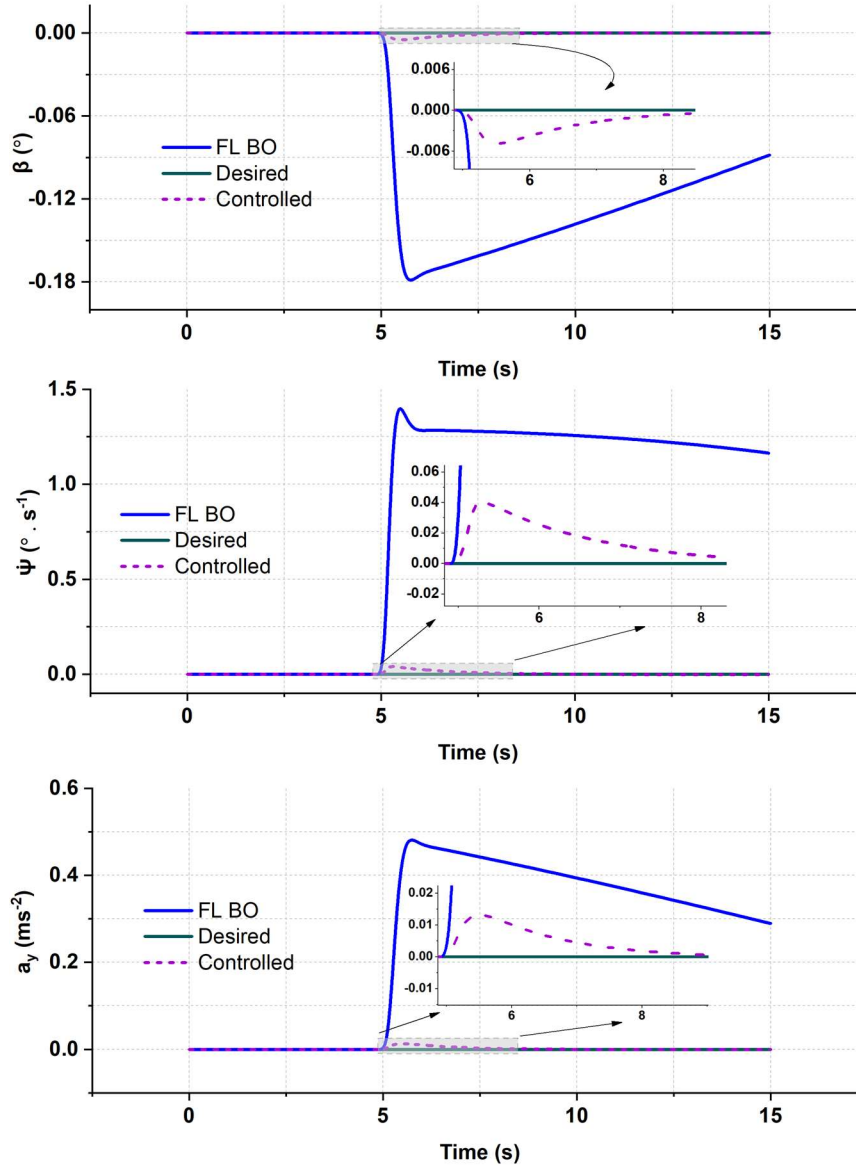 0.00
-0.06
-0.12
-0.18
β (°)
FL BO
Desired
Controlled
0.006
0.000
-0.006
6 8
0 5 10 15
Time (s)
1.5
1.0
0.5
0.0
ψ̇ (° . s⁻¹)
FL BO
Desired
Controlled
0.06
0.04
0.02
0.00
-0.02
6 8
0 5 10 15
Time (s)
0.6
0.4
0.2
0.0
a_y (ms⁻²)
FL BO
Desired
Controlled
0.02
0.01
0.00
-0.01
6 8
0 5 10 15
Time (s)